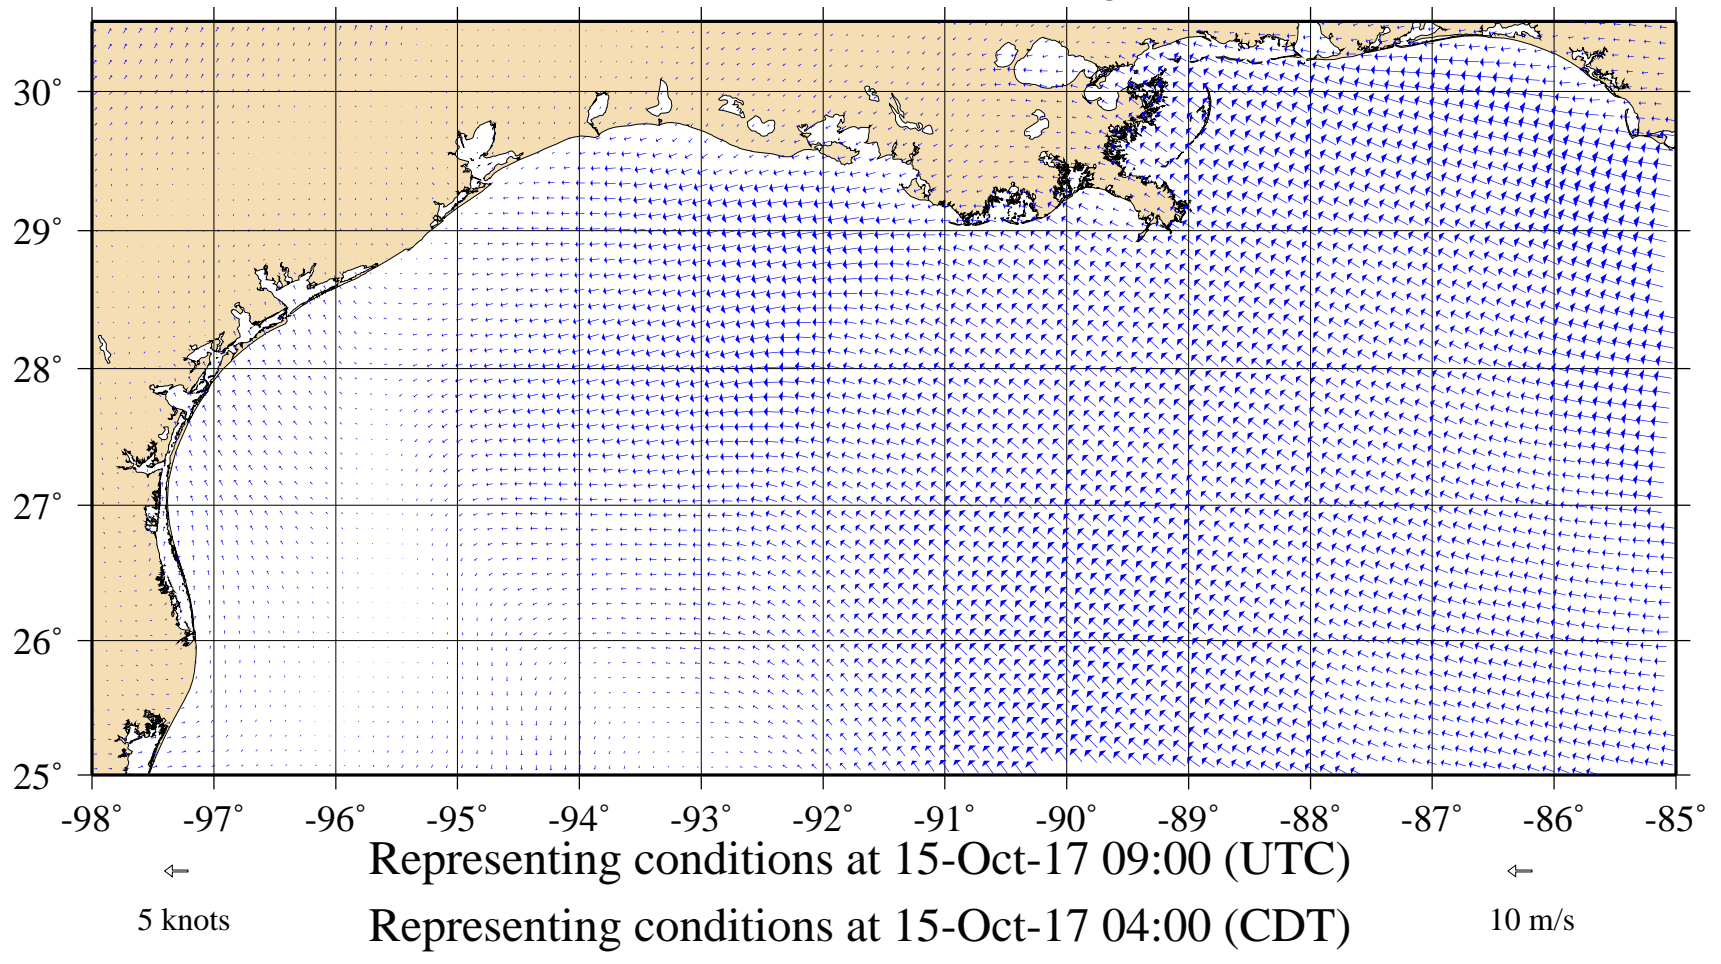 30°
29°
28°
27°
26°
25°
-98° -97° -96° -95° -94° -93° -92° -91° -90° -89° -88° -87° -86° -85°
Representing conditions at 15-Oct-17 09:00 (UTC)
5 knots
Representing conditions at 15-Oct-17 04:00 (CDT)
10 m/s